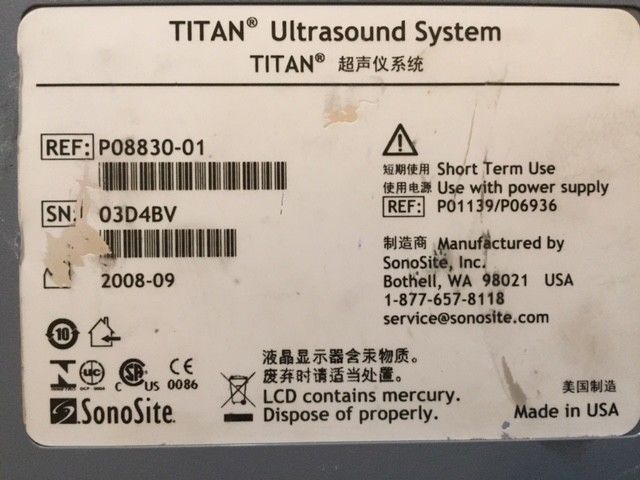 TITAN® Ultrasound System
TITAN® 超声仪系统
REF: P08830-01
SN: 03D4BV
2008-09
短期使用 Short Term Use
使用电源 Use with power supply
REF: P01139/P06936
制造商 Manufactured by
SonoSite, Inc.
Bothell, WA 98021 USA
1-877-657-8118
service@sonosite.com
10
C US CE
0086
SonoSite
液晶显示器含汞物质。
废弃时请适当处置。
LCD contains mercury.
Dispose of properly.
美国制造
Made in USA